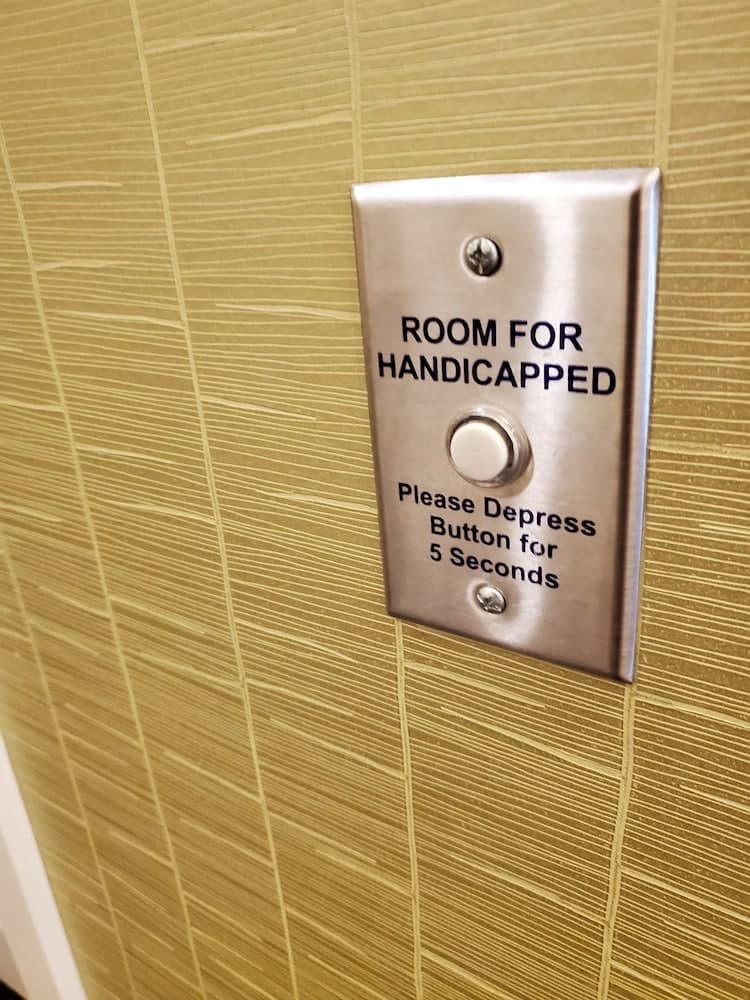 ROOM FOR
HANDICAPPED
Please Depress
Button for
5 Seconds